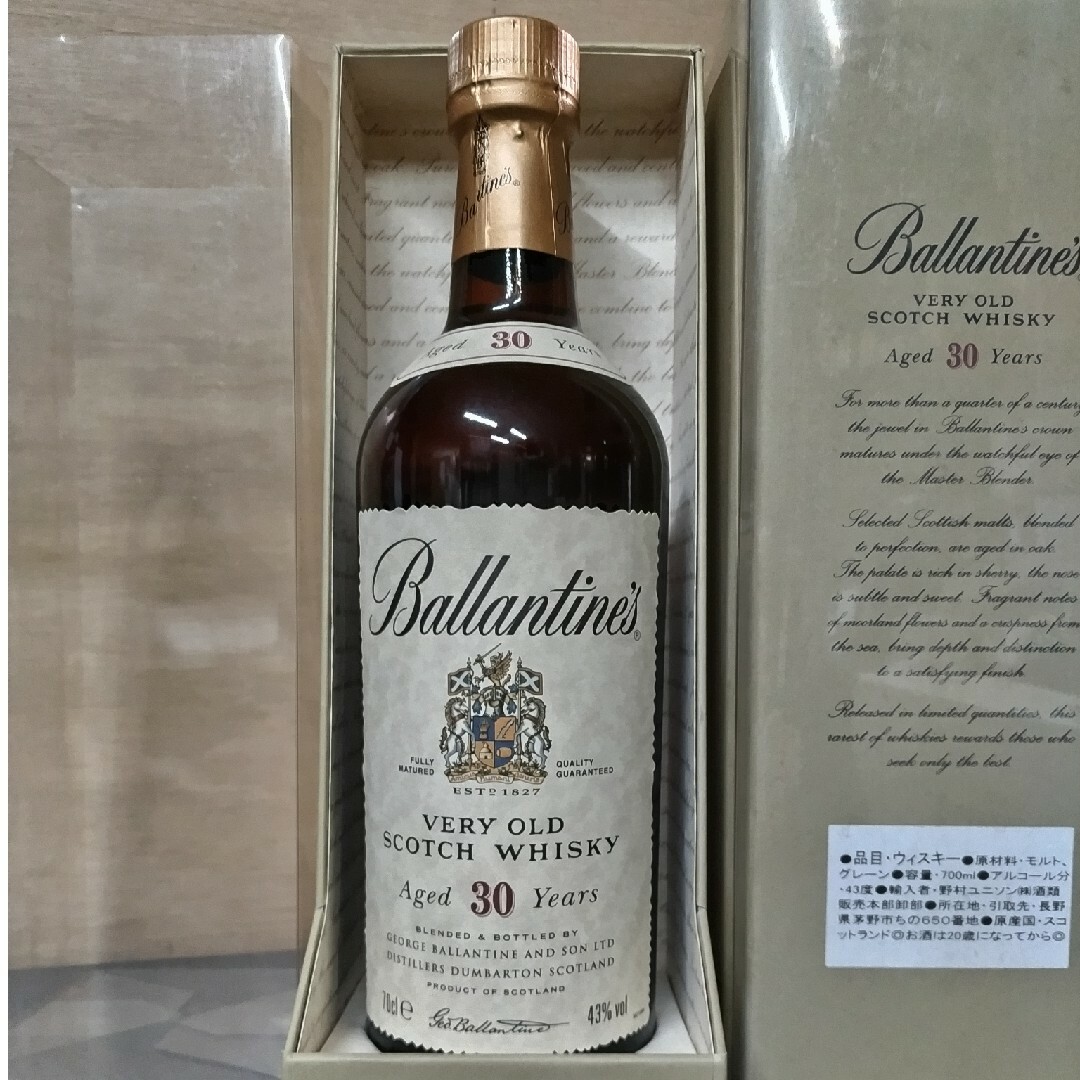 Ballantine's
Aged 30 Years
Ballantine's®
FULLY MATURED
QUALITY GUARANTEED
ESTD 1827
VERY OLD
SCOTCH WHISKY
Aged 30 Years
BLENDED & BOTTLED BY
GEORGE BALLANTINE AND SON LTD
DISTILLERS DUMBARTON SCOTLAND
PRODUCT OF SCOTLAND
70cl e
Geo Ballantine
43% vol
Ballantine's
VERY OLD
SCOTCH WHISKY
Aged 30 Years
For more than a quarter of a century
the jewel in Ballantine's crown
matures under the watchful eye of
the Master Blender.
Selected Scottish malts, blended
to perfection, are aged in oak.
The palate is rich in sherry, the nose
is subtle and sweet. Fragrant notes
of moorland flowers and a crispness from
the sea, bring depth and distinction
to a satisfying finish.
Released in limited quantities, this
rarest of whiskies rewards those who
seek only the best.
●品目・ウィスキー●原材料・モルト、
グレーン●容量・700ml●アルコール分
・43度●輸入者・野村ユニソン㈱酒類
販売本部卸部●所在地・引取先・長野
県茅野市ちの650番地●原産国・スコ
ットランド◎お酒は20歳になってから◎